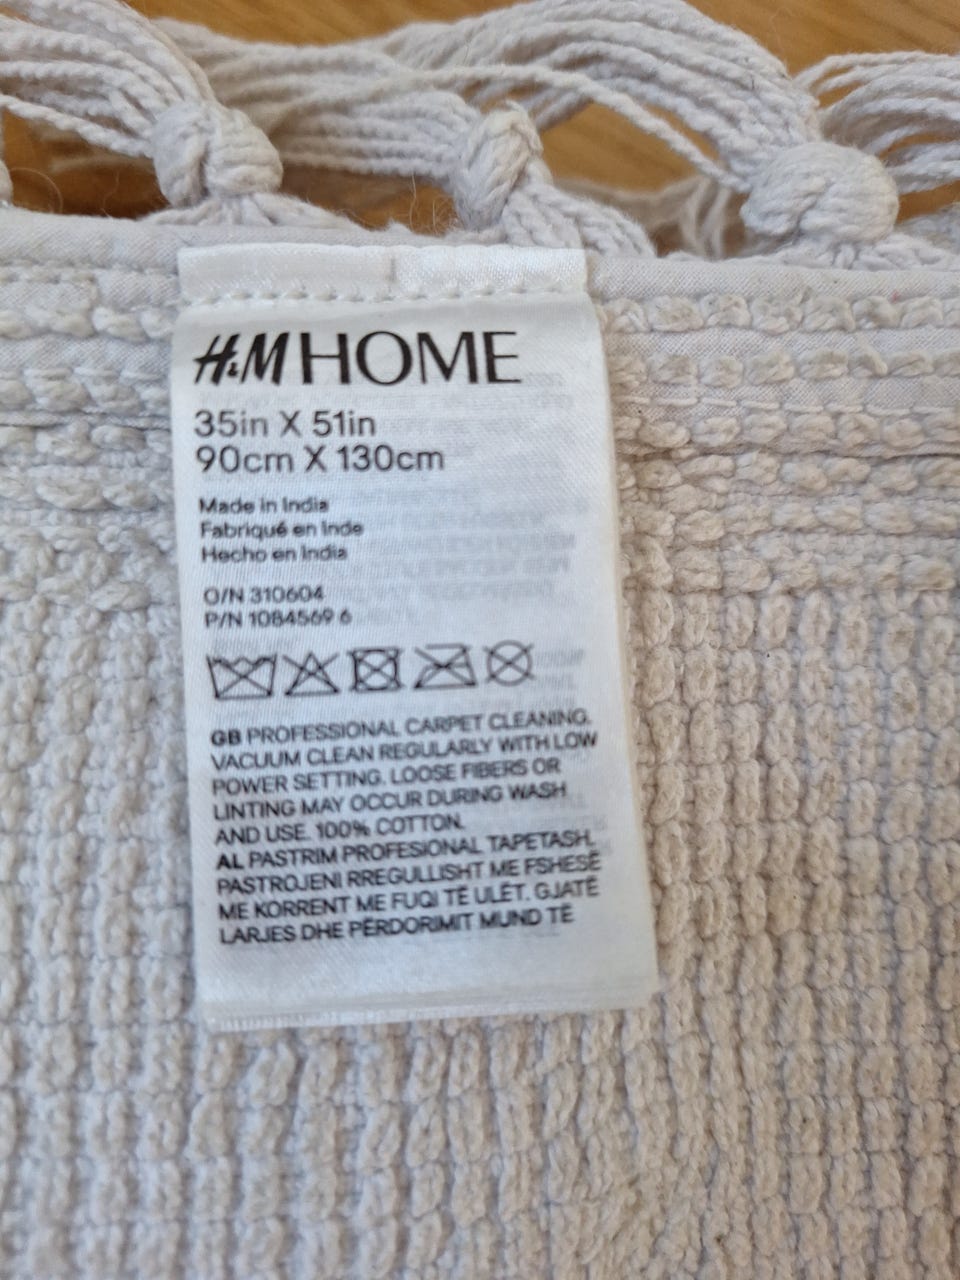 H&M HOME
35in X 51in
90cm X 130cm
Made in India
Fabriqué en Inde
Hecho en India
O/N 310604
P/N 1084569 6
GB PROFESSIONAL CARPET CLEANING.
VACUUM CLEAN REGULARLY WITH LOW
POWER SETTING. LOOSE FIBERS OR
LINTING MAY OCCUR DURING WASH
AND USE. 100% COTTON.
AL PASTRIM PROFESIONAL TAPETASH.
PASTROJENI RREGULLISHT ME FSHESË
ME KORRENT ME FUQI TË ULËT. GJATË
LARJES DHE PËRDORIMIT MUND TË